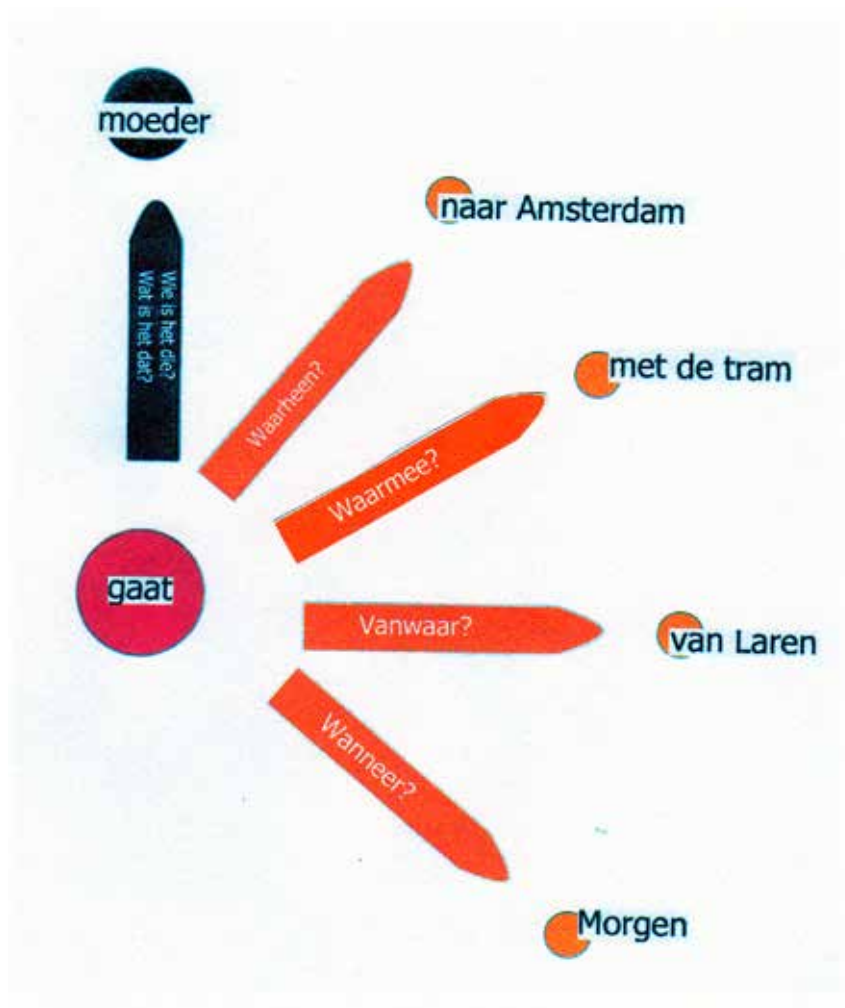 moeder
naar Amsterdam
Wie is het die?
Wat is het dat?
Waarheen?
met de tram
Waarmee?
gaat
Vanwaar?
van Laren
Wanneer?
Morgen